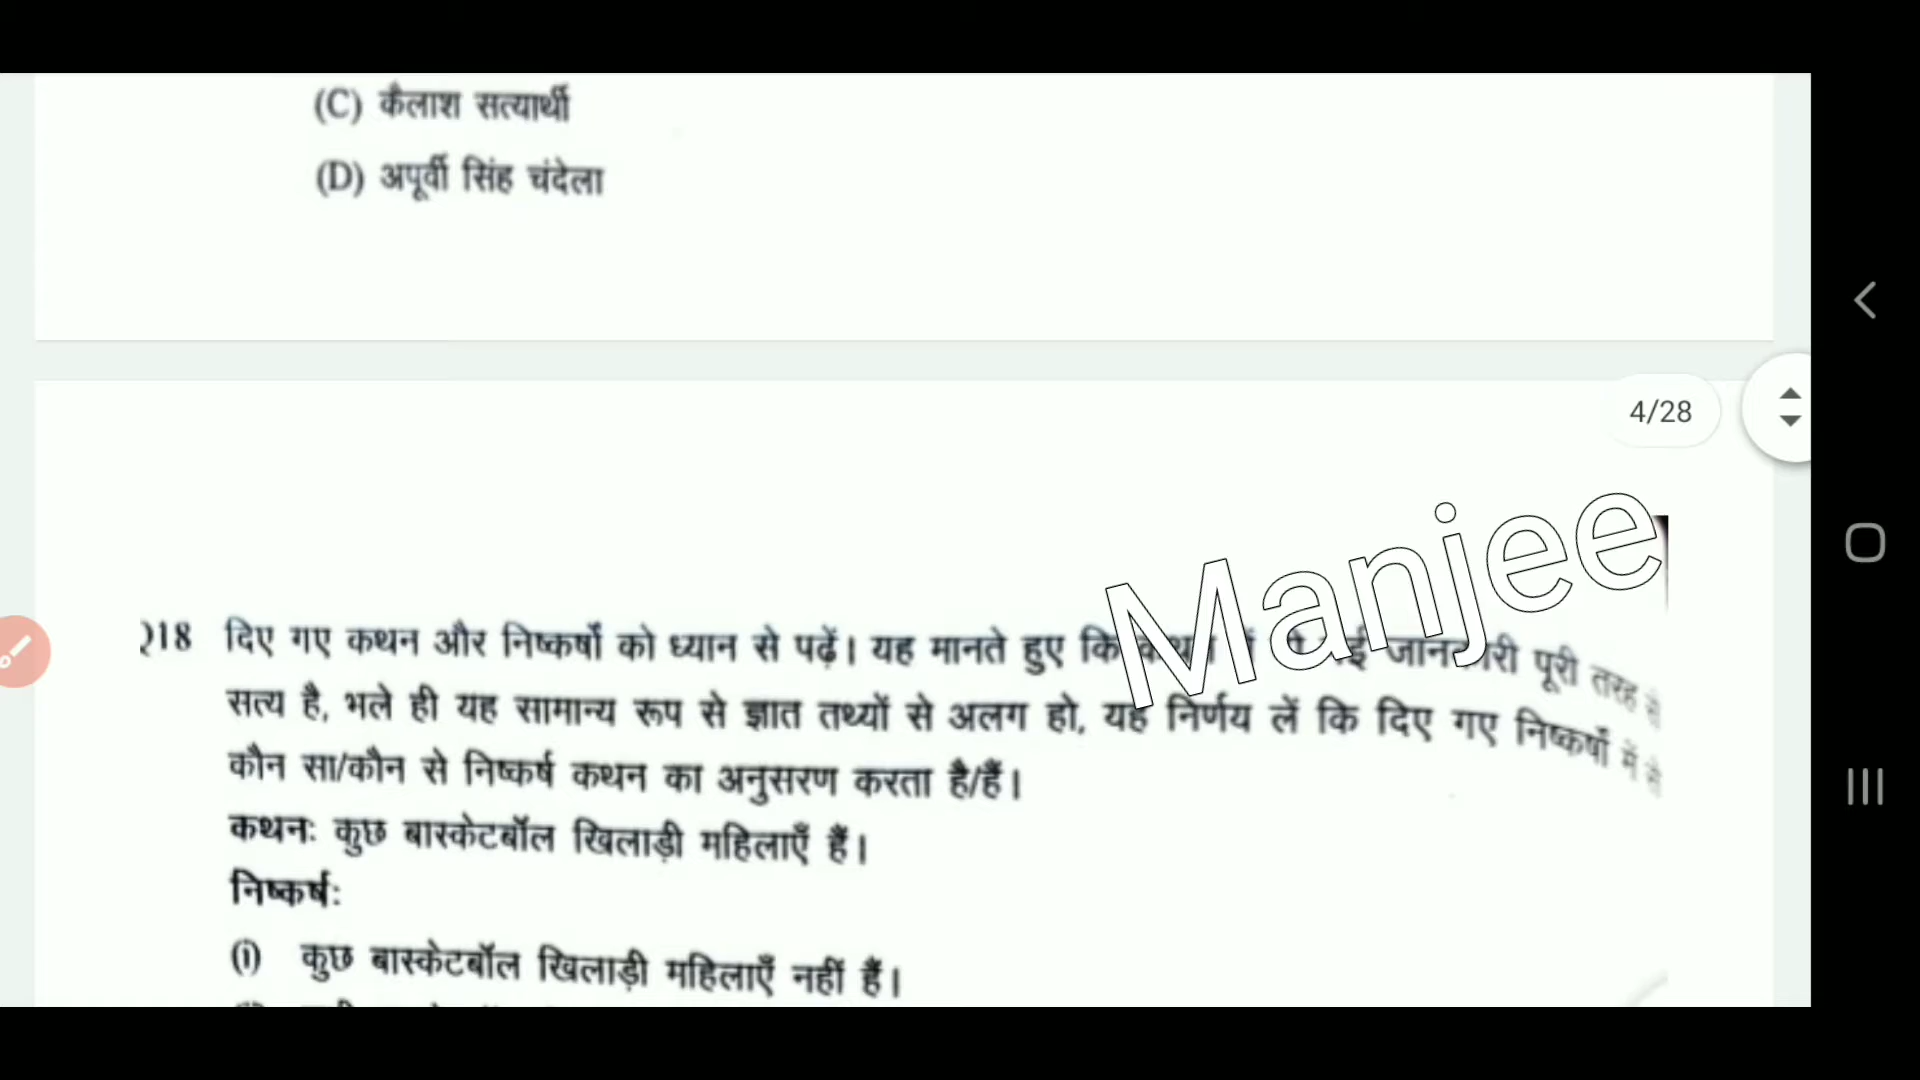 (C) कैलाश सत्यार्थी
(D) अपूर्वी सिंह चंदेला
4/28
Manjee
)18 दिए गए कथन और निष्कर्षों को ध्यान से पढ़ें। यह मानते हुए कि जानकारी पूरी तरह से
सत्य है, भले ही यह सामान्य रूप से ज्ञात तथ्यों से अलग हो, यह निर्णय लें कि दिए गए निष्कर्षों में से
कौन सा/कौन से निष्कर्ष कथन का अनुसरण करता है/हैं।
कथनः कुछ बास्केटबॉल खिलाड़ी महिलाएँ हैं।
निष्कर्षः
(i) कुछ बास्केटबॉल खिलाड़ी महिलाएँ नहीं हैं।